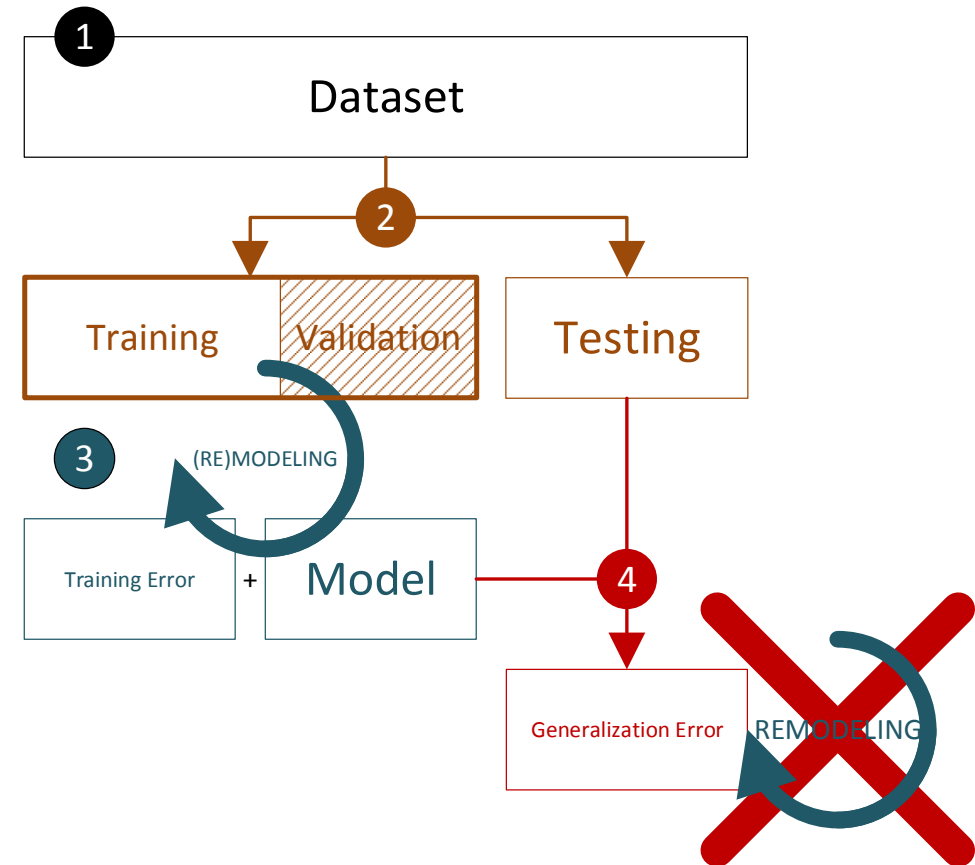 1
Dataset
2
Training
Validation
Testing
3
(RE)MODELING
Training Error
+
Model
4
Generalization Error
REMODELING